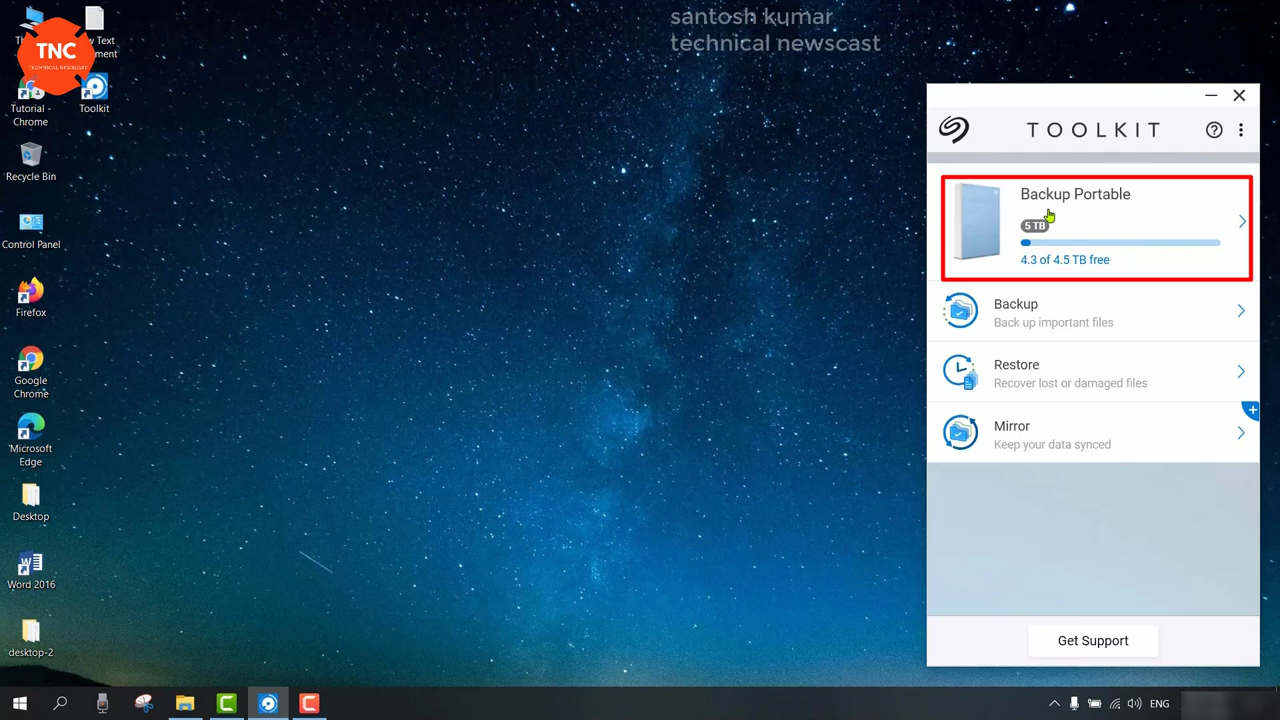 santosh kumar
technical newscast
TNC
TECHNICAL NEWSCAST
Tutorial -
Chrome
Toolkit
Recycle Bin
Control Panel
Firefox
Google
Chrome
Microsoft
Edge
Desktop
Word 2016
desktop-2
TOOLKIT
Backup Portable
5 TB
4.3 of 4.5 TB free
Backup
Back up important files
Restore
Recover lost or damaged files
Mirror
Keep your data synced
Get Support
ENG